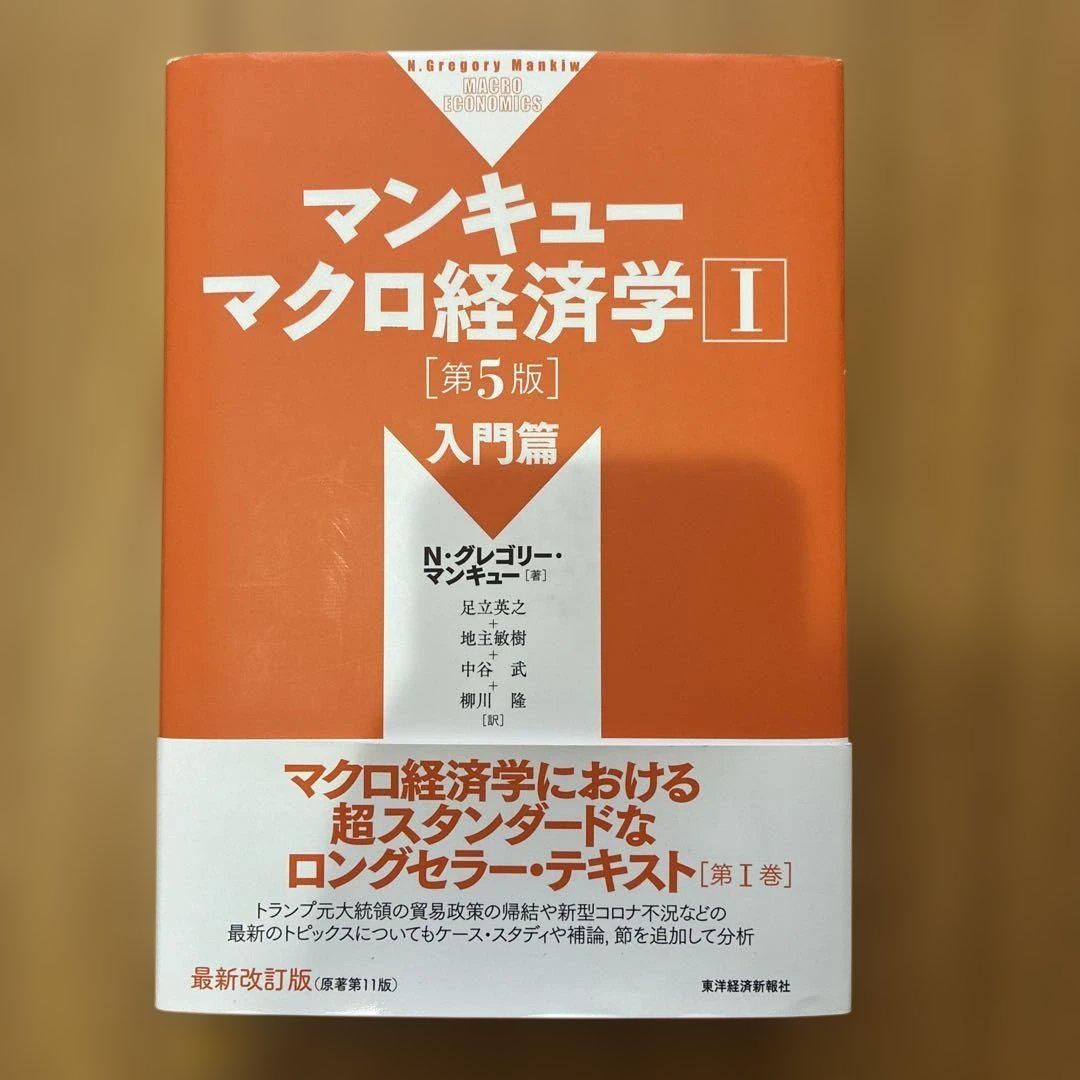 N.Gregory Mankiw
MACRO
ECONOMICS
マンキュー
マクロ経済学 I
[第5版]
入門篇
N・グレゴリー・
マンキュー[著]
足立英之
+
地主敏樹
+
中谷 武
+
柳川 隆
[訳]
マクロ経済学における
超スタンダードな
ロングセラー・テキスト[第I巻]
トランプ元大統領の貿易政策の帰結や新型コロナ不況などの
最新のトピックスについてもケース・スタディや補論,節を追加して分析
最新改訂版(原著第11版)
東洋経済新報社